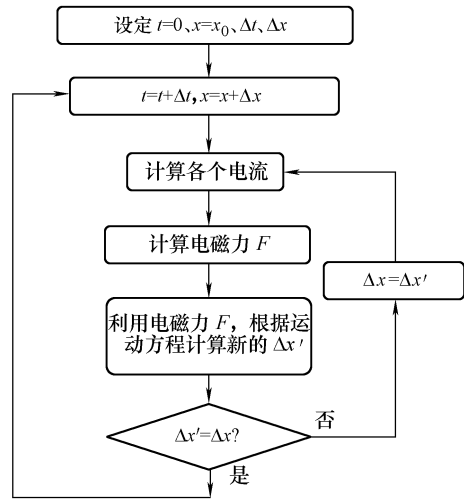 设定 t=0、x=x₀、Δt、Δx
t=t+Δt，x=x+Δx
计算各个电流
计算电磁力 F
Δx=Δx′
利用电磁力 F，根据运
动方程计算新的 Δx′
Δx′=Δx?
否
是